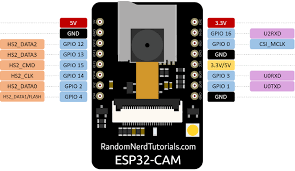 5V
3.3V
GND
GPIO 16
U2RXD
HS2_DATA2
GPIO 12
GPIO 0
CSI_MCLK
HS2_DATA3
GPIO 13
GND
HS2_CMD
GPIO 15
3.3V/5V
HS2_CLK
GPIO 14
GPIO 3
U0RXD
HS2_DATA0
GPIO 2
GPIO 1
U0TXD
HS2_DATA1/FLASH
GPIO 4
GND
RandomNerdTutorials.com
ESP32-CAM